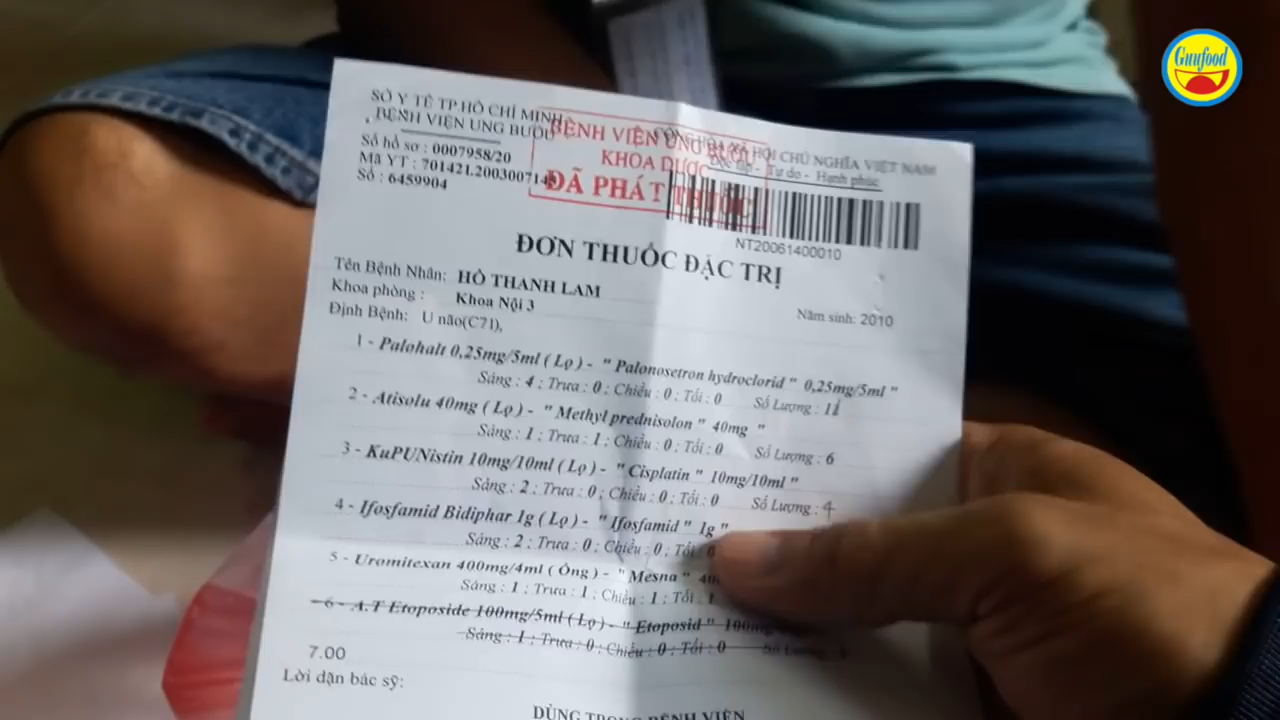 Guufood
SỞ Y TẾ TP.HỒ CHÍ MINH
BỆNH VIỆN UNG BƯỚU
Số hồ sơ : 0007958/20
Mã YT : 701421.2003007148
Số : 6459904
BỆNH VIỆN UNG BƯỚU
KHOA DƯỢC
ĐÃ PHÁT THUỐC
CỘNG HÒA XÃ HỘI CHỦ NGHĨA VIỆT NAM
Độc lập - Tự do - Hạnh phúc
NT20061400010
ĐƠN THUỐC ĐẶC TRỊ
Tên Bệnh Nhân: HỒ THANH LAM
Năm sinh: 2010
Khoa phòng : Khoa Nội 3
Định Bệnh: U não(C71),
1 - Palohalt 0,25mg/5ml ( Lọ ) - " Palonosetron hydroclorid " 0,25mg/5ml "
Sáng : 4 ; Trưa : 0 ; Chiều : 0 ; Tối : 0 Số Lượng :
2 - Atisolu 40mg ( Lọ ) - " Methyl prednisolon " 40mg "
Sáng : 1 ; Trưa : 1 ; Chiều : 0 ; Tối : 0 Số Lượng : 6
3 - KuPUNistin 10mg/10ml ( Lọ ) - " Cisplatin " 10mg/10ml "
Sáng : 2 ; Trưa : 0 ; Chiều : 0 ; Tối : 0 Số Lượng : 4
4 - Ifosfamid Bidiphar 1g ( Lọ ) - " Ifosfamid " 1g "
Sáng : 2 ; Trưa : 0 ; Chiều : 0 ; Tối : 0
5 - Uromitexan 400mg/4ml ( Ống ) - " Mesna "
Sáng : 1 ; Trưa : 1 ; Chiều : 1 ; Tối : 1
6 - A.T Etoposide 100mg/5ml ( Lọ ) - " Etoposid " 100mg
Sáng : 1 ; Trưa : 0 ; Chiều : 0 ; Tối : 0 Số Lượng :
7.00
Lời dặn bác sỹ:
DÙNG TRONG BỆNH VIỆN